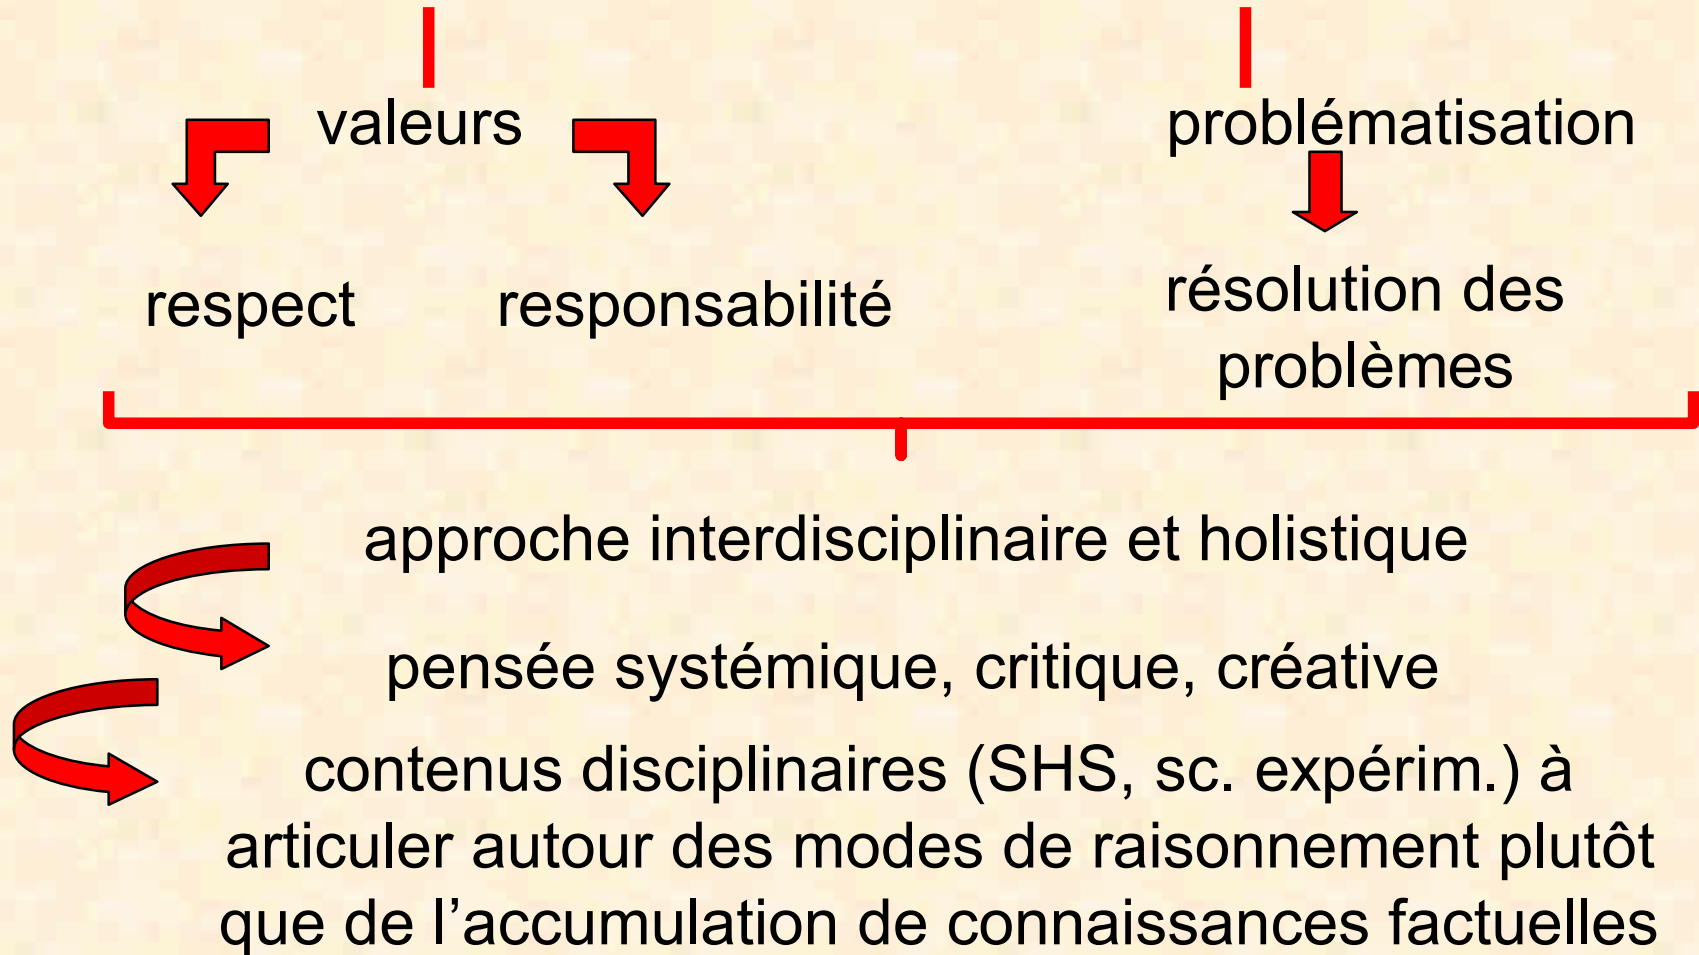 valeurs
problématisation
respect
responsabilité
résolution des
problèmes
approche interdisciplinaire et holistique
pensée systémique, critique, créative
contenus disciplinaires (SHS, sc. expérim.) à
articuler autour des modes de raisonnement plutôt
que de l’accumulation de connaissances factuelles